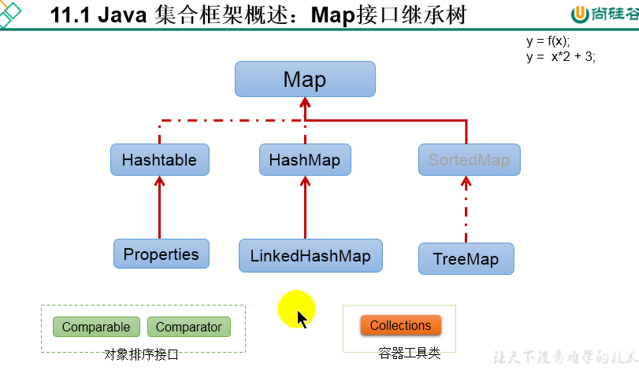 11.1 Java 集合框架概述：Map接口继承树
尚硅谷
y = f(x);
y = x*2 + 3;
Map
Hashtable
HashMap
SortedMap
Properties
LinkedHashMap
TreeMap
Comparable
Comparator
Collections
对象排序接口
容器工具类
让天下没有难学的技术